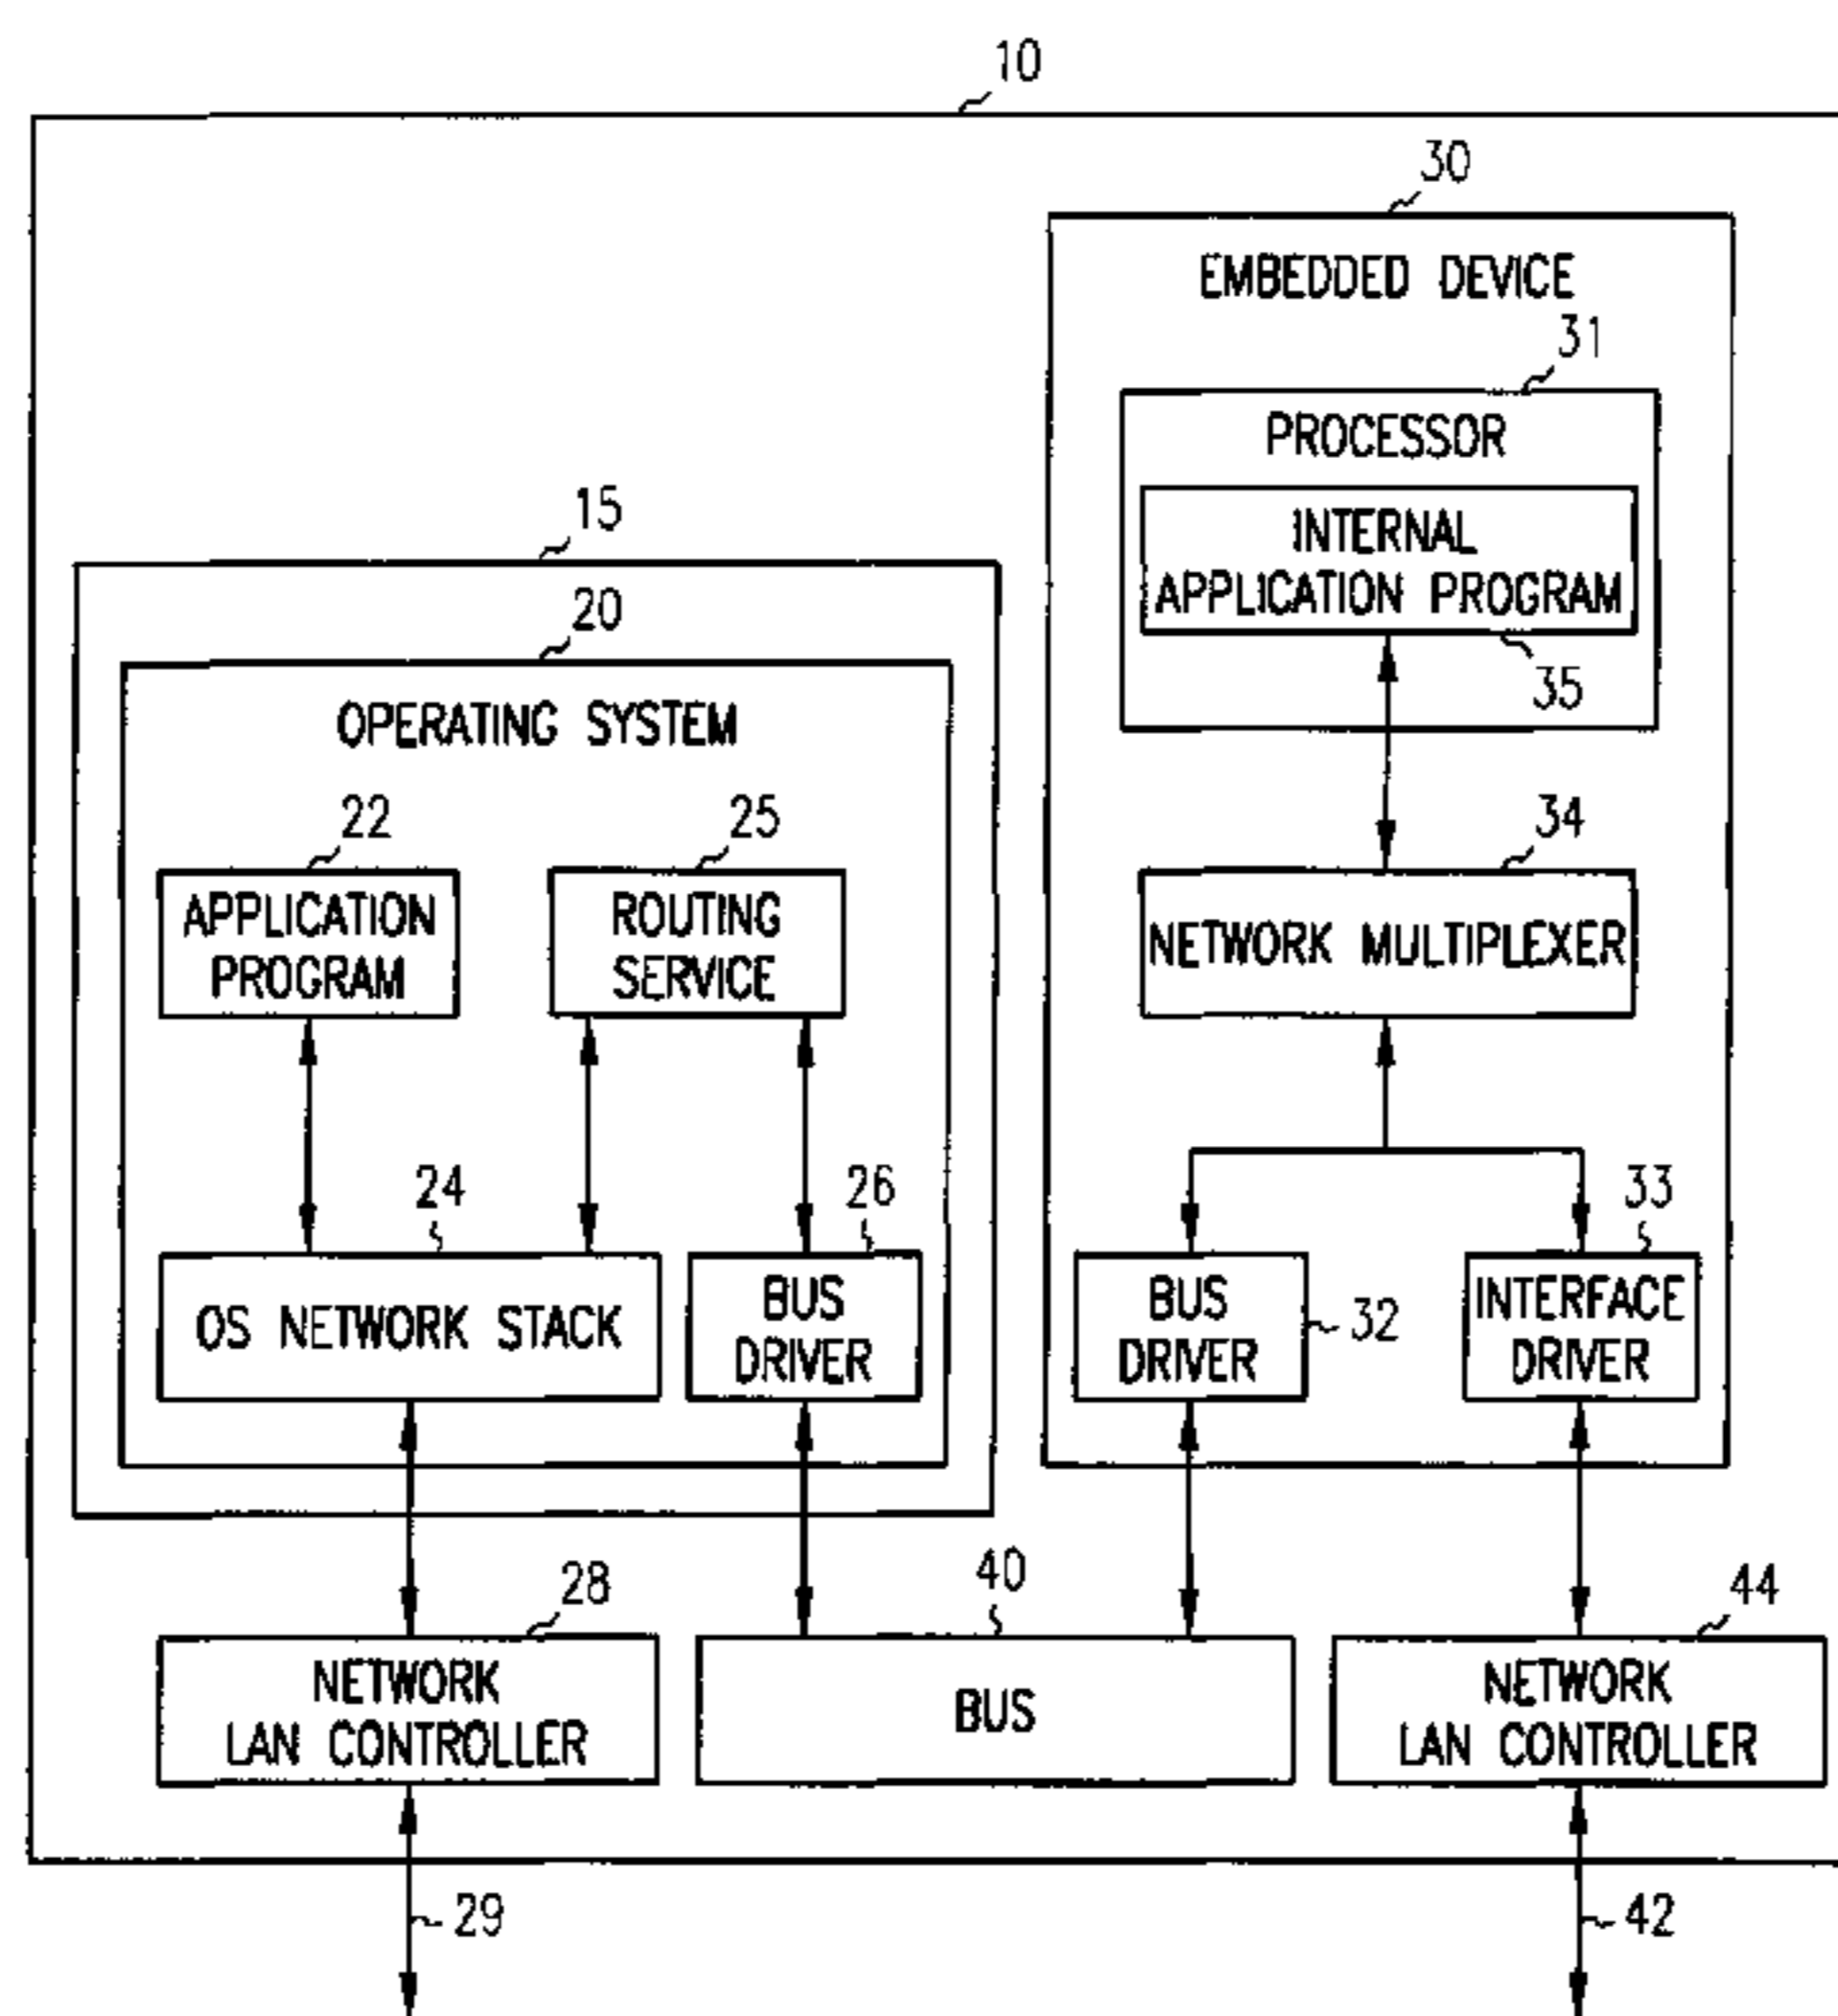 10
30
EMBEDDED DEVICE
31
PROCESSOR
INTERNAL
APPLICATION PROGRAM
35
15
20
OPERATING SYSTEM
22
25
34
APPLICATION
PROGRAM
ROUTING
SERVICE
NETWORK MULTIPLEXER
24
26
33
OS NETWORK STACK
BUS
DRIVER
BUS
DRIVER
32
INTERFACE
DRIVER
28
40
44
NETWORK
LAN CONTROLLER
BUS
NETWORK
LAN CONTROLLER
29
42